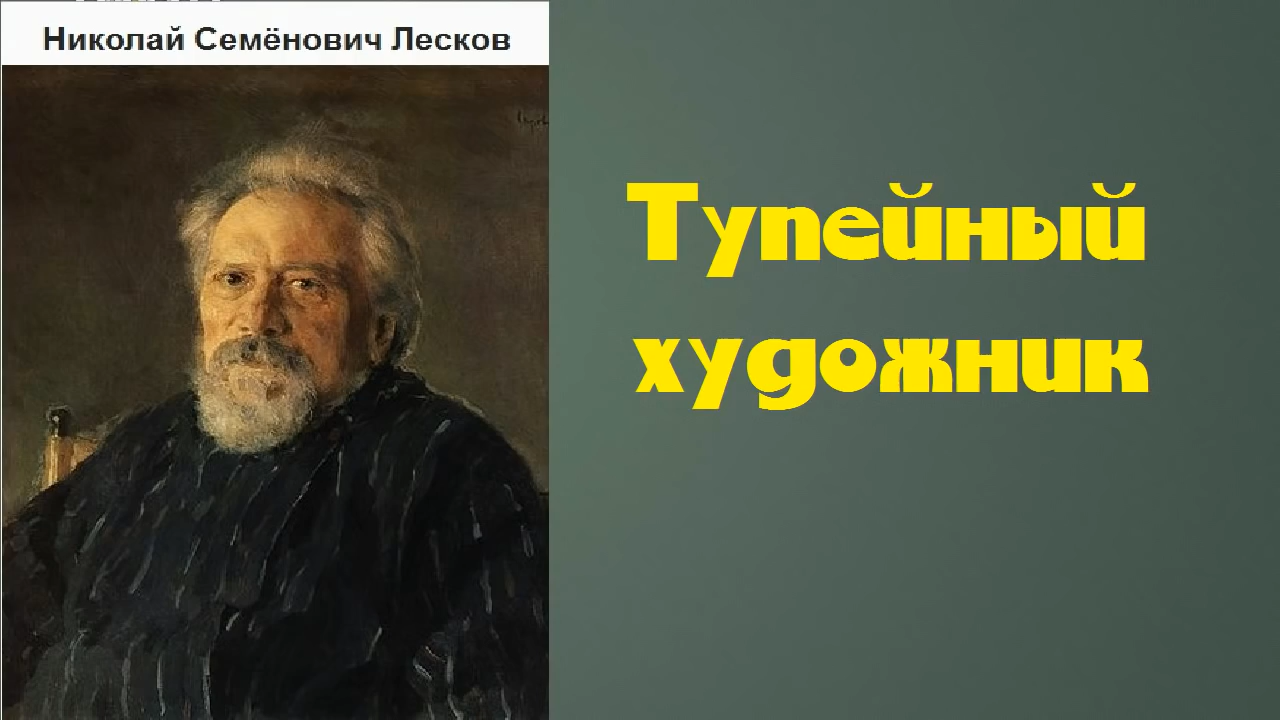 Николай Семёнович Лесков
Тупейный
художник